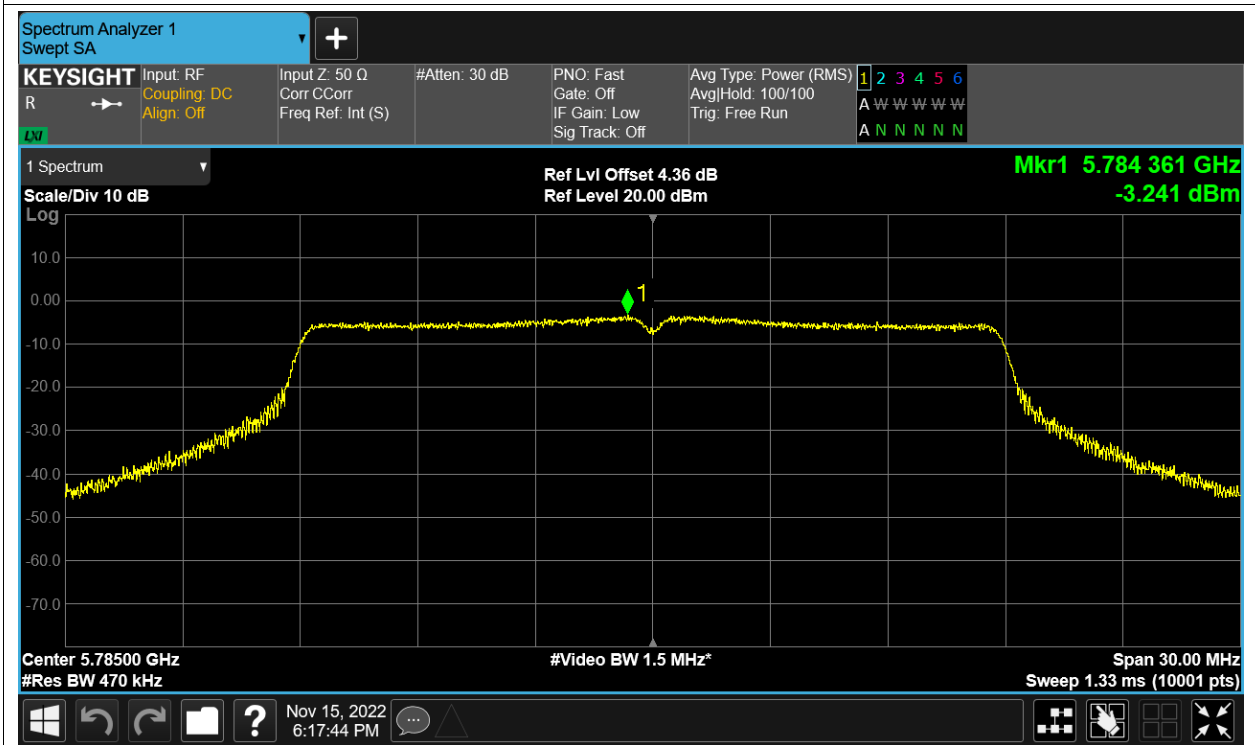 Spectrum Analyzer 1
Swept SA
+
KEYSIGHT
R
LXI
Input: RF
Coupling: DC
Align: Off
Input Z: 50 Ω
Corr CCorr
Freq Ref: Int (S)
#Atten: 30 dB
PNO: Fast
Gate: Off
IF Gain: Low
Sig Track: Off
Avg Type: Power (RMS)
Avg|Hold: 100/100
Trig: Free Run
1 2 3 4 5 6
A W W W W W
A N N N N N
1 Spectrum
Scale/Div 10 dB
Ref Lvl Offset 4.36 dB
Ref Level 20.00 dBm
Mkr1 5.784 361 GHz
-3.241 dBm
Log
10.0
0.00
1
-10.0
-20.0
-30.0
-40.0
-50.0
-60.0
-70.0
Center 5.78500 GHz
#Video BW 1.5 MHz*
Span 30.00 MHz
#Res BW 470 kHz
Sweep 1.33 ms (10001 pts)
?
Nov 15, 2022
6:17:44 PM